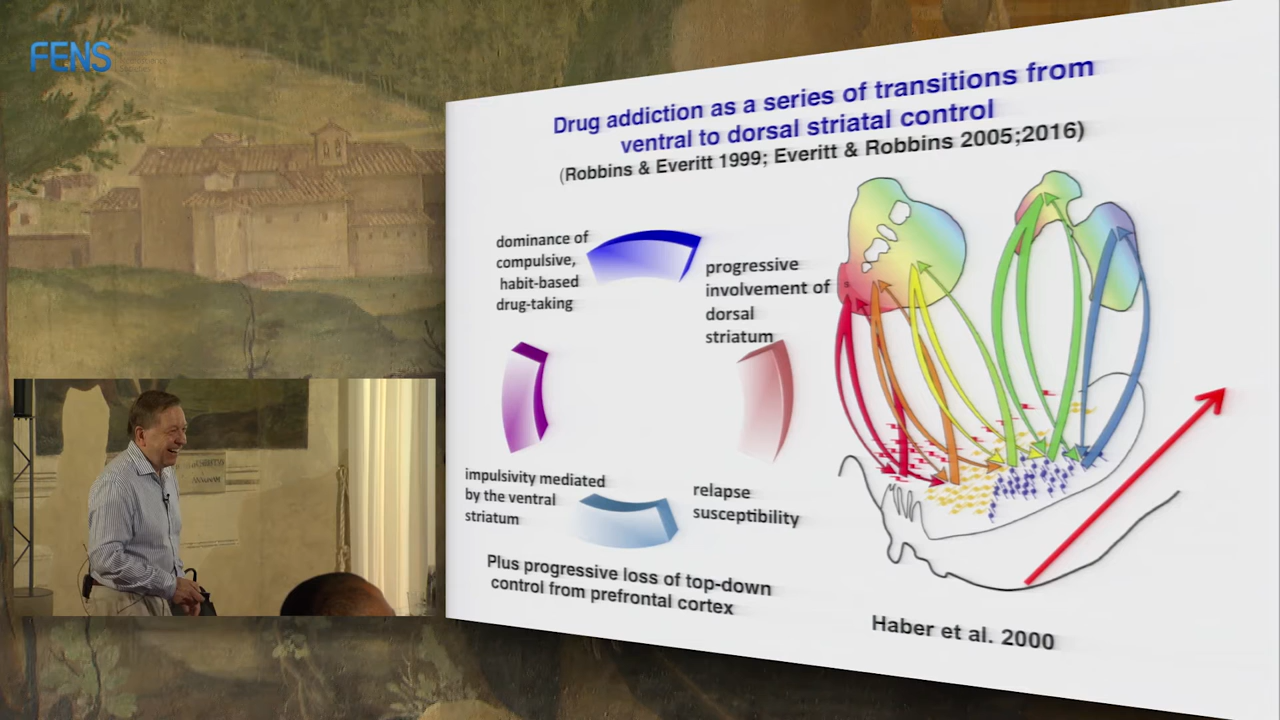 FENS
Drug addiction as a series of transitions from
ventral to dorsal striatal control
(Robbins & Everitt 1999; Everitt & Robbins 2005;2016)
dominance of
compulsive,
habit-based
drug-taking
progressive
involvement of
dorsal
striatum
impulsivity mediated
by the ventral
striatum
relapse
susceptibility
Plus progressive loss of top-down
control from prefrontal cortex
Haber et al. 2000